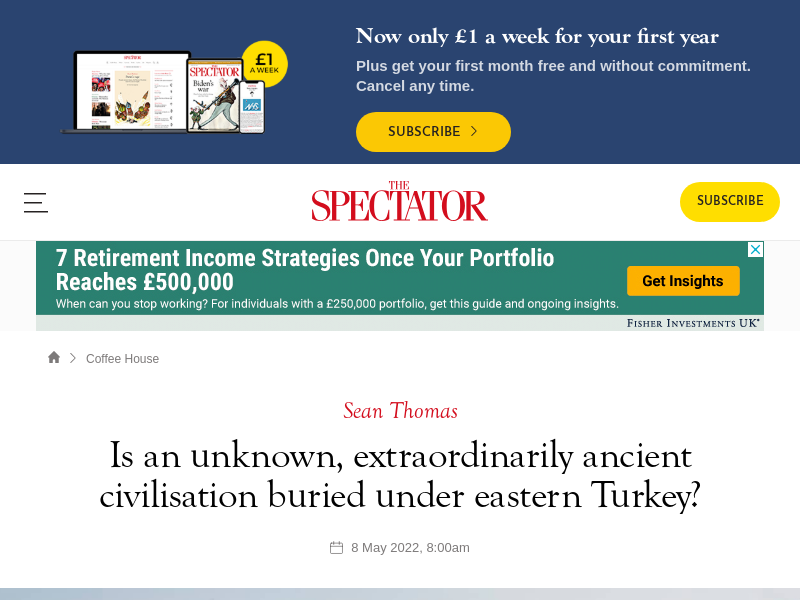 Now only £1 a week for your first year
Plus get your first month free and without commitment.
Cancel any time.
SUBSCRIBE
£1
A WEEK
SPECTATOR
Biden's
war
THE
SPECTATOR
SUBSCRIBE
7 Retirement Income Strategies Once Your Portfolio
Reaches £500,000
When can you stop working? For individuals with a £250,000 portfolio, get this guide and ongoing insights.
Get Insights
FISHER INVESTMENTS UK®
Coffee House
Sean Thomas
Is an unknown, extraordinarily ancient
civilisation buried under eastern Turkey?
8 May 2022, 8:00am